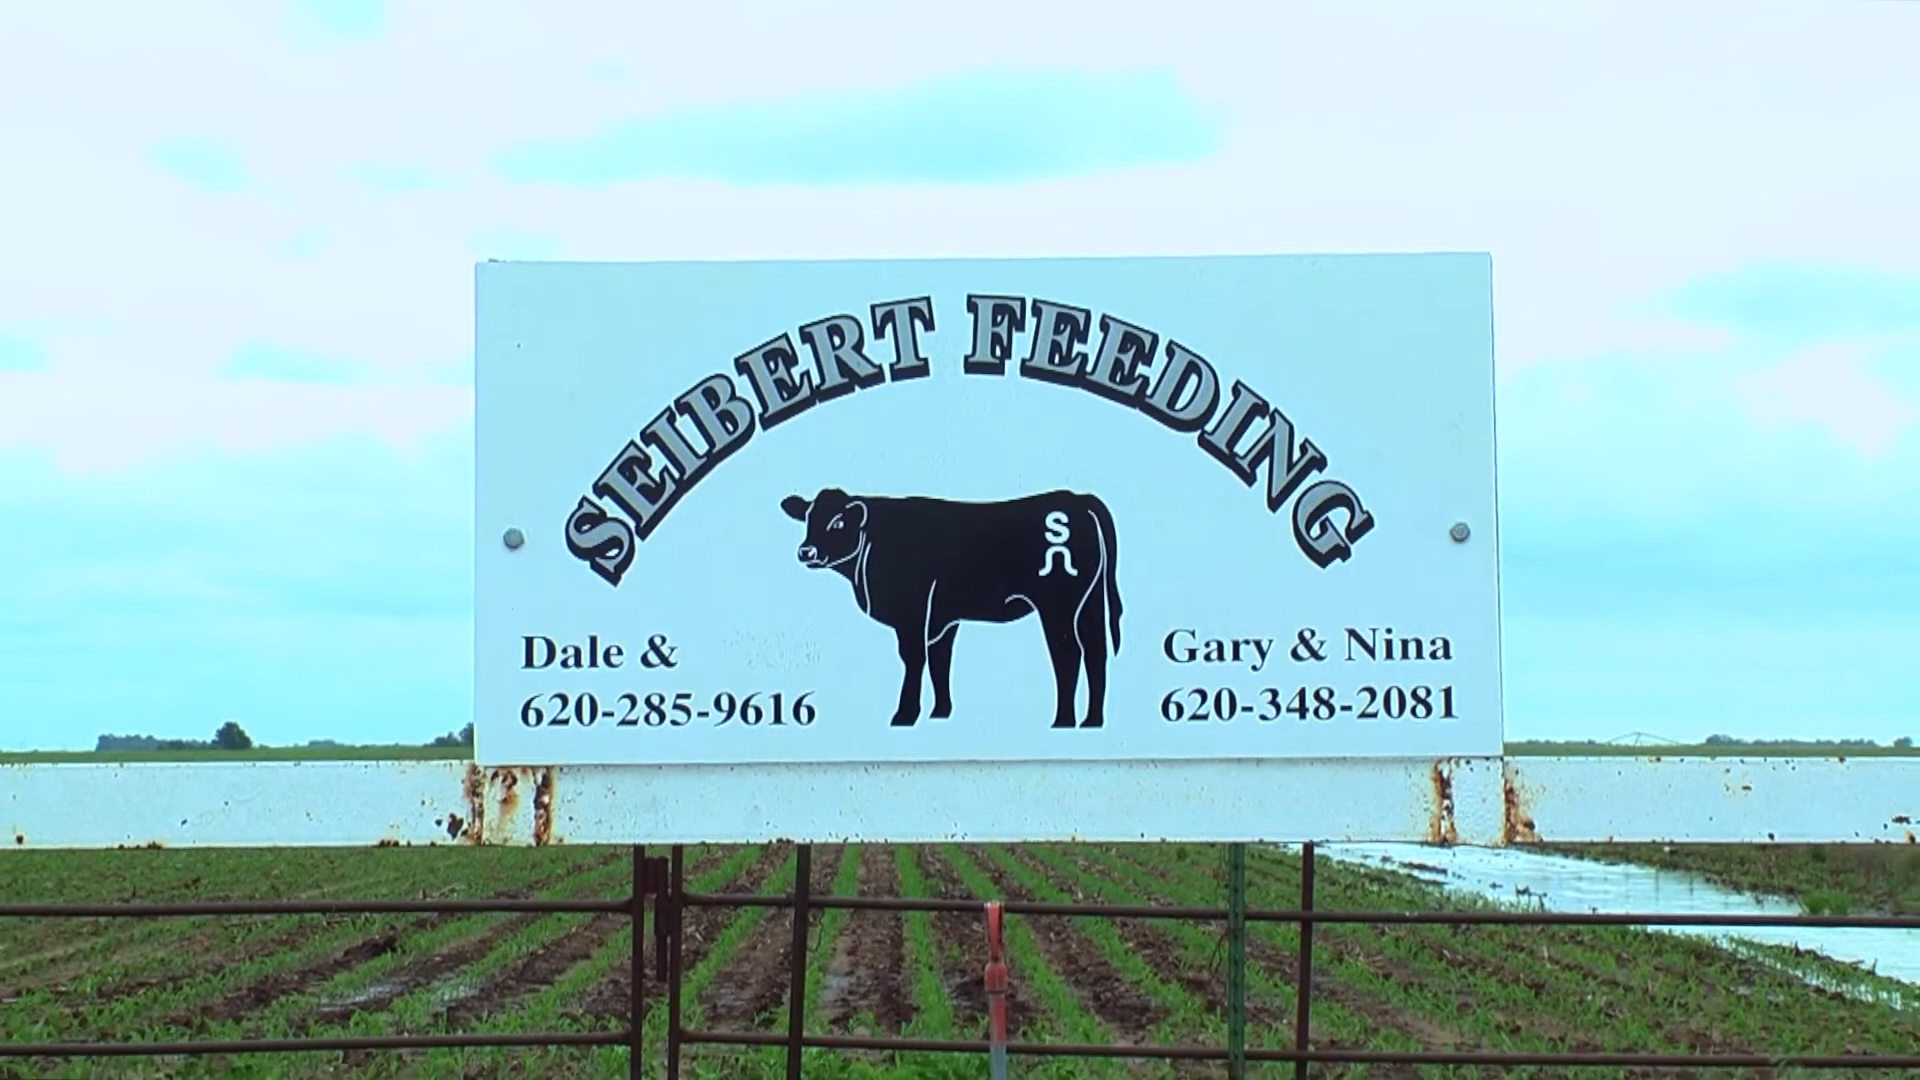 SEIBERT FEEDING
S
Dale &
620-285-9616
Gary & Nina
620-348-2081